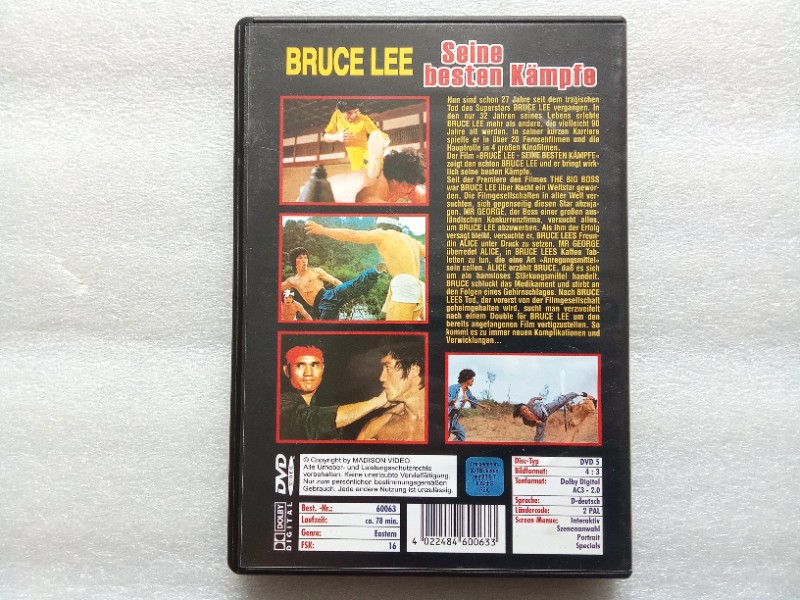 BRUCE LEE
Seine
besten Kämpfe
Nun sind schon 27 Jahre seit dem tragischen
Tod des Superstars BRUCE LEE vergangen. In
den nur 32 Jahren seines Lebens erlebte
BRUCE LEE mehr als andere, die vielleicht 90
Jahre alt werden. In seiner kurzen Karriere
spielte er in über 20 Fernsehfilmen und die
Hauptrolle in 4 großen Kinofilmen.
Der Film »BRUCE LEE - SEINE BESTEN KÄMPFE«
zeigt den echten BRUCE LEE und er bringt wirk-
lich seine besten Kämpfe.
Seit der Premiere des Filmes THE BIG BOSS
war BRUCE LEE über Nacht ein Weltstar gewor-
den. Die Filmgesellschaften in aller Welt ver-
suchten, sich gegenseitig diesen Star abzuja-
gen. MR GEORGE, der Boss einer großen aus-
ländischen Konkurrenzfirma, versucht alles,
um BRUCE LEE abzuwerben. Als ihm der Erfolg
versagt bleibt, versuchte er, BRUCE LEES Freun-
din ALICE unter Druck zu setzen. MR GEORGE
überredet ALICE, in BRUCE LEES Kaffee Tab-
letten zu tun, die eine Art »Anregungsmittel«
sein sollen. ALICE erzählt BRUCE, daß es sich
um ein harmloses Stärkungsmittel handelt.
BRUCE schluckt das Medikament und stirbt an
den Folgen eines Gehirnschlages. Nach BRUCE
LEES Tod, der vorerst von der Filmgesellschaft
geheimgehalten wird, sucht man verzweifelt
nach einem Double für BRUCE LEE um den
bereits angefangenen Film fertigzustellen. So
kommt es zu immer neuen Komplikationen und
Verwicklungen...
DVD
VIDEO
© Copyright by MADISON VIDEO.
Alle Urheber- und Leistungsschutzrechte
vorbehalten. Keine unerlaubte Vervielfältigung.
Nur zum persönlichen bestimmungsgemäßen
Gebrauch. Jede andere Nutzung ist unzulässig.
DOLBY
DIGITAL
Best. -Nr.: 60063
Laufzeit: ca. 78 min.
Genre: Eastern
FSK: 16
4 022484 600633
Disc-Typ DVD 5
Bildformat: 4 : 3
Tonformat: Dolby Digital
AC3 - 2.0
Sprache: D-deutsch
Ländercode: 2 PAL
Screen Manue: Interaktiv
Szenenanwahl
Portrait
Specials